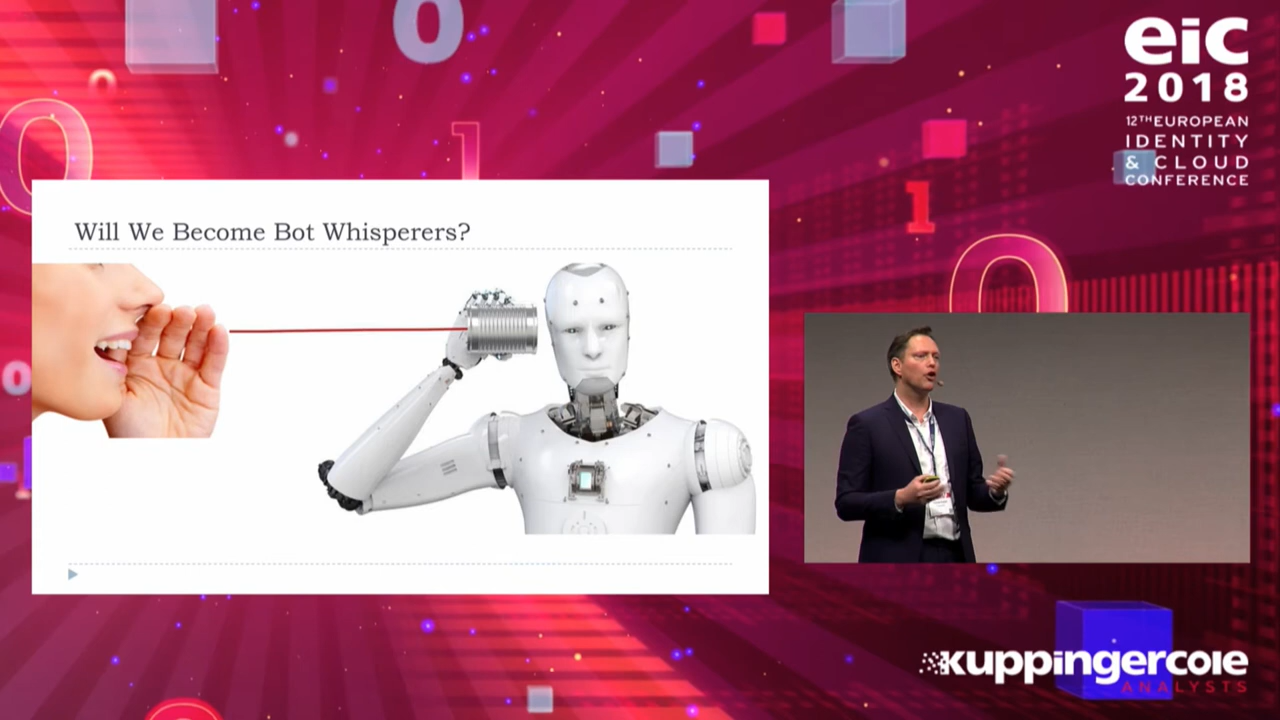 eic
2018
12TH EUROPEAN
IDENTITY
& CLOUD
CONFERENCE
Will We Become Bot Whisperers?
kuppingercole
ANALYSTS